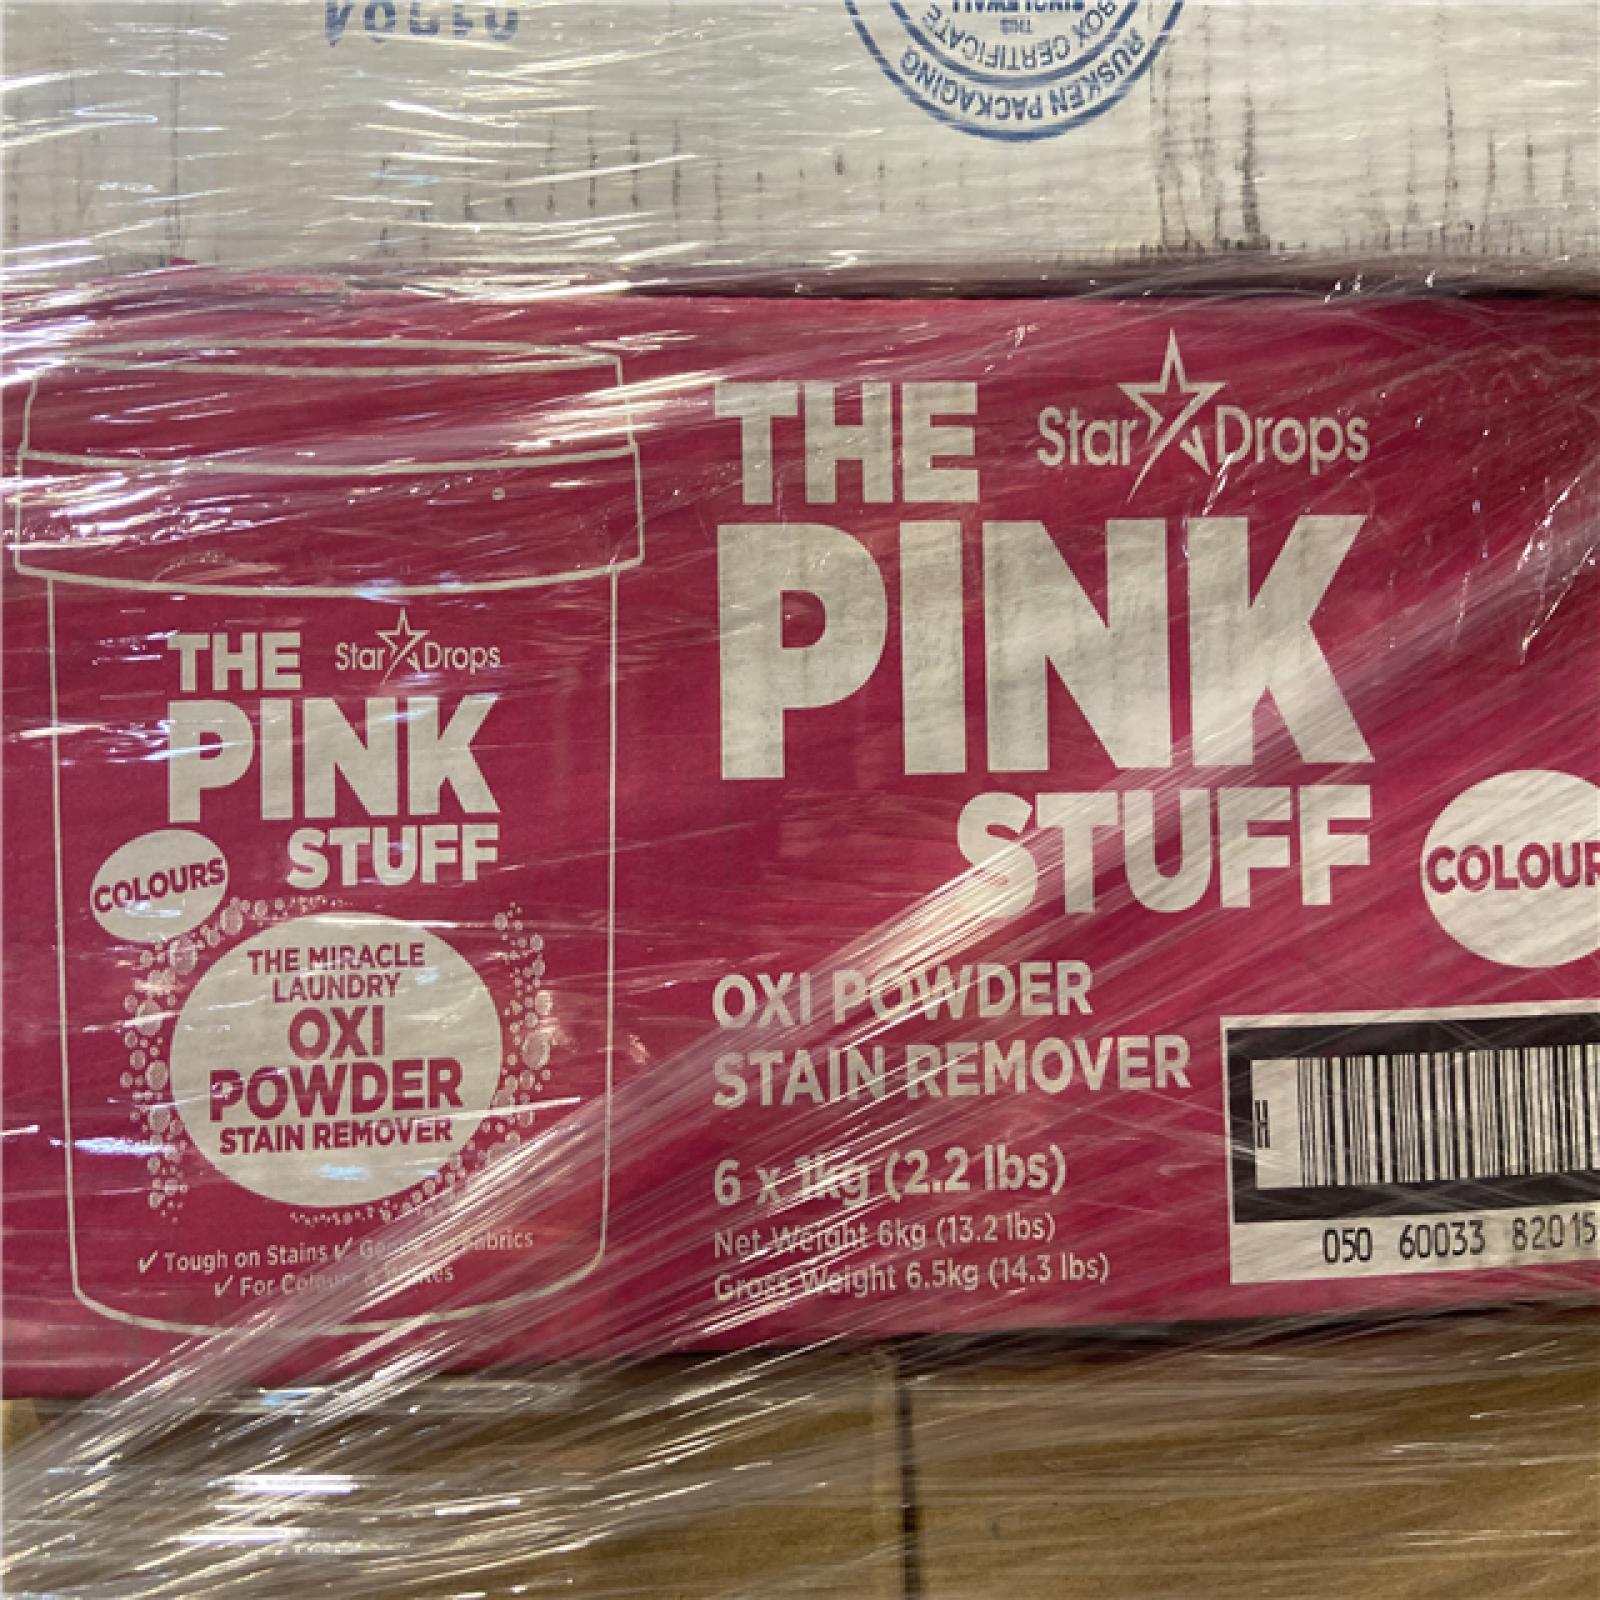 RUSKEN PACKAGING
BOX CERTIFICATE
THIS
THE
Star Drops
PINK
STUFF
COLOURS
THE MIRACLE
LAUNDRY
OXI
POWDER
STAIN REMOVER
✓ Tough on Stains ✓
✓ For
THE
Star Drops
PINK
STUFF
COLOUR
OXI POWDER
STAIN REMOVER
6 x 1kg (2.2 lbs)
Net Weight 6kg (13.2 lbs)
Gross Weight 6.5kg (14.3 lbs)
H
050 60033 82015